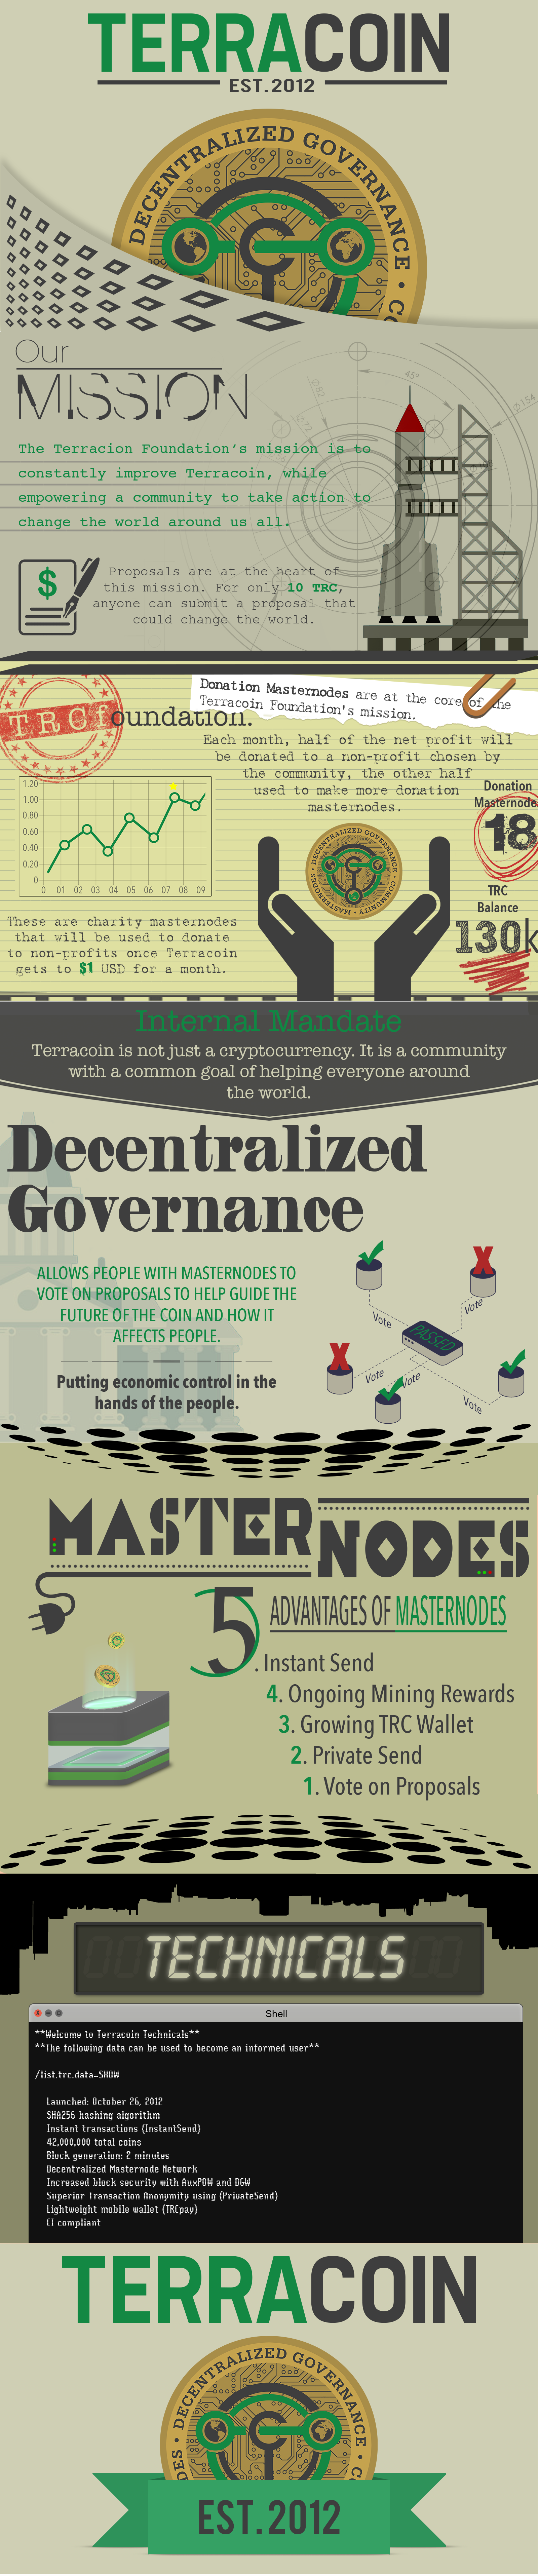 TERRACOIN
EST. 2012
DECENTRALIZED GOVERNANCE •
Our
MISSION
45°
The Terracion Foundation's mission is to
constantly improve Terracoin, while
empowering a community to take action to
change the world around us all.
$
Proposals are at the heart of
this mission. For only 10 TRC,
anyone can submit a proposal that
could change the world.
TRCfoundation.
Donation Masternodes are at the core of the
Terracoin Foundation's mission.
Each month, half of the net profit will
be donated to a non-profit chosen by
the community, the other half
used to make more donation
masternodes.
Donation
Masternode
18
TRC
Balance
130k
1.20
1.00
0.80
0.60
0.40
0.20
0
0 01 02 03 04 05 06 07 08 09
DECENTRALIZED GOVERNANCE • COMMUNITY • MASTERNODES •
These are charity masternodes
that will be used to donate
to non-profits once Terracoin
gets to $1 USD for a month.
Internal Mandate
Terracoin is not just a cryptocurrency. It is a community
with a common goal of helping everyone around
the world.
Decentralized
Governance
ALLOWS PEOPLE WITH MASTERNODES TO
VOTE ON PROPOSALS TO HELP GUIDE THE
FUTURE OF THE COIN AND HOW IT
AFFECTS PEOPLE.
Putting economic control in the
hands of the people.
Vote
Vote
PASSED
Vote
Vote
Vote
MASTER
NODES
5 ADVANTAGES OF MASTERNODES
. Instant Send
4. Ongoing Mining Rewards
3. Growing TRC Wallet
2. Private Send
1. Vote on Proposals
TECHNICALS
Shell
**Welcome to Terracoin Technicals**
**The following data can be used to become an informed user**
/list.trc.data=SHOW
Launched: October 26, 2012
SHA256 hashing algorithm
Instant transactions (InstantSend)
42,000,000 total coins
Block generation: 2 minutes
Decentralized Masternode Network
Increased block security with AuxPOW and DGW
Superior Transaction Anonymity using (PrivateSend)
Lightweight mobile wallet (TRCpay)
CI compliant
TERRACOIN
DECENTRALIZED GOVERNANCE •
EST. 2012